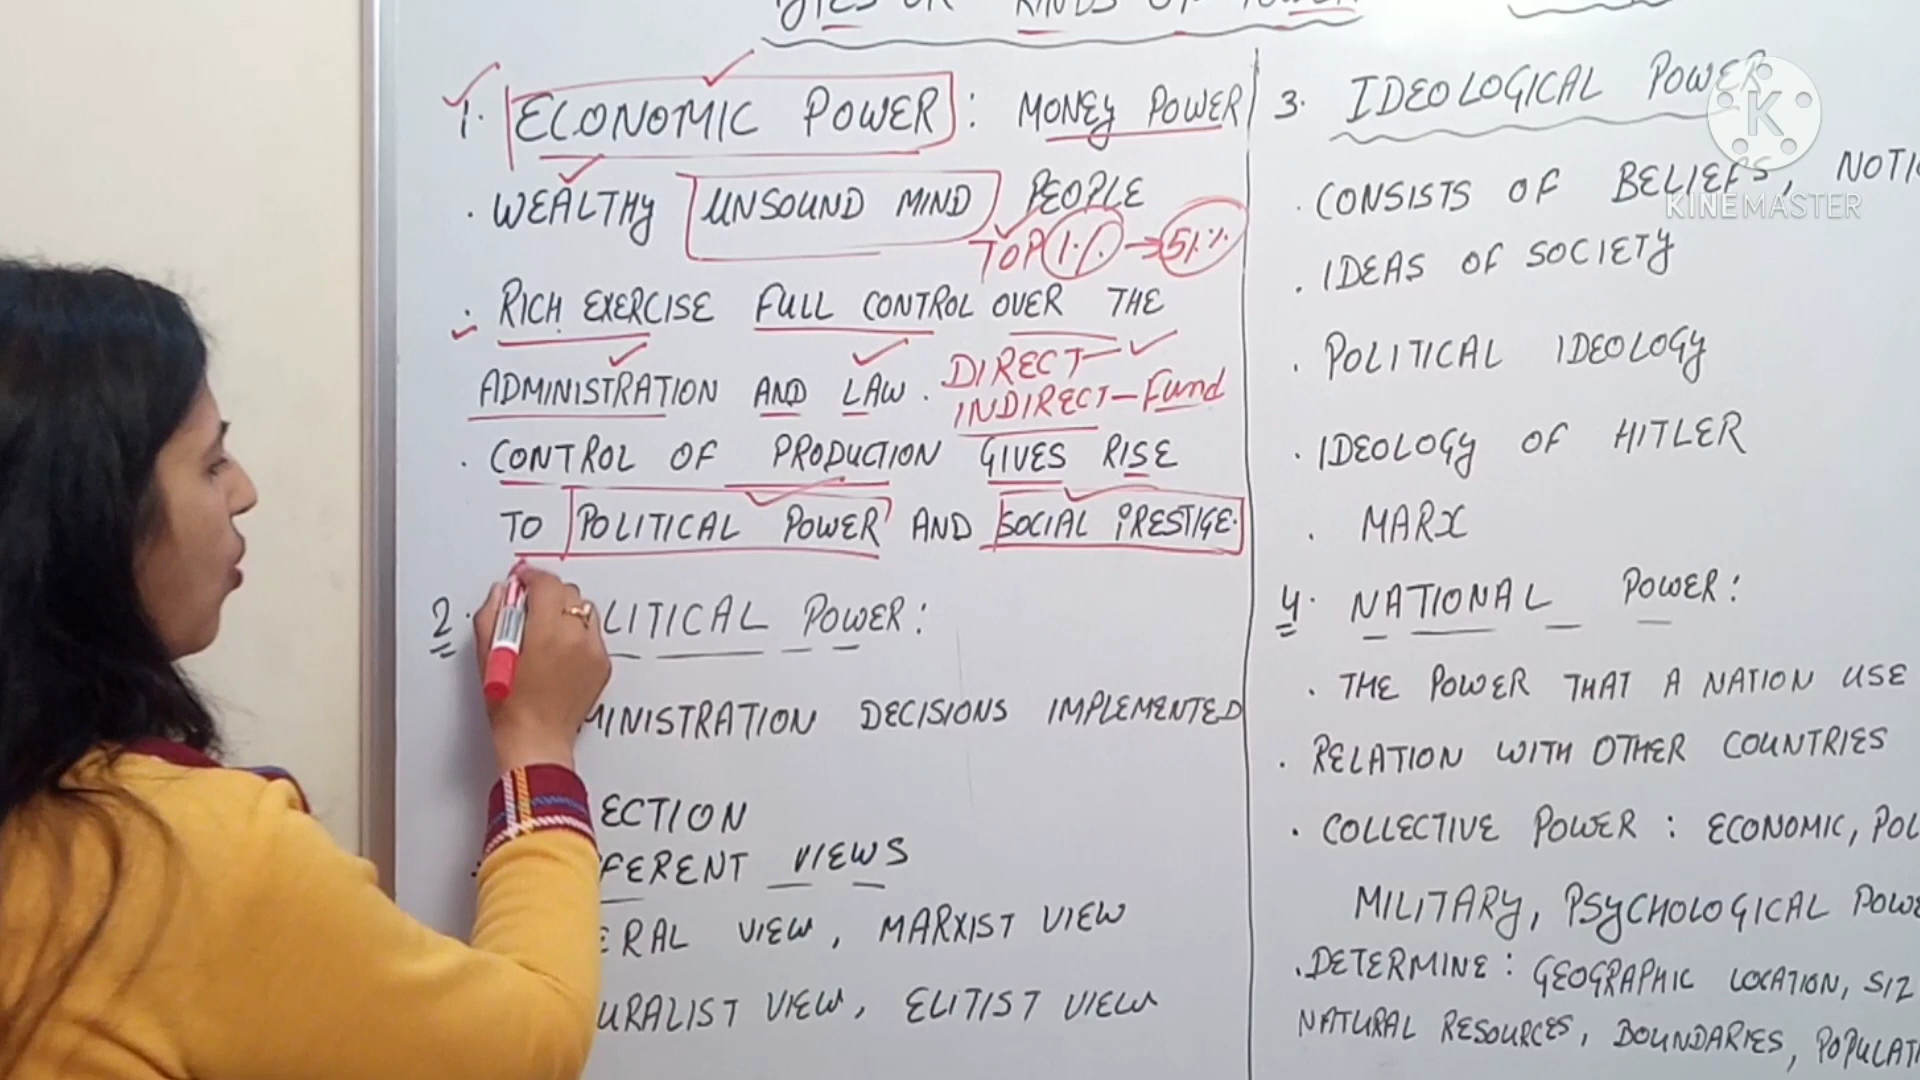 KINDS OF POWER
1. ECONOMIC POWER : MONEY POWER
. WEALTHY UNSOUND MIND PEOPLE
TOP 1% → 51%
. RICH EXERCISE FULL CONTROL OVER THE
ADMINISTRATION AND LAW . DIRECT-
INDIRECT-Fund
. CONTROL OF PRODUCTION GIVES RISE
TO POLITICAL POWER AND SOCIAL PRESTIGE.
2. LITICAL POWER :
MINISTRATION DECISIONS IMPLEMENTED
ECTION
FERENT VIEWS
ERAL VIEW, MARXIST VIEW
URALIST VIEW, ELITIST VIEW
3. IDEOLOGICAL POWER
. CONSISTS OF BELIEFS, NOTI
. IDEAS OF SOCIETY
. POLITICAL IDEOLOGY
. IDEOLOGY OF HITLER
. MARX
4. NATIONAL POWER :
. THE POWER THAT A NATION USE
. RELATION WITH OTHER COUNTRIES
. COLLECTIVE POWER : ECONOMIC, POL
MILITARY, PSYCHOLOGICAL POWE
. DETERMINE : GEOGRAPHIC LOCATION, SIZ
NATURAL RESOURCES, BOUNDARIES, POPULAT
K
KINEMASTER